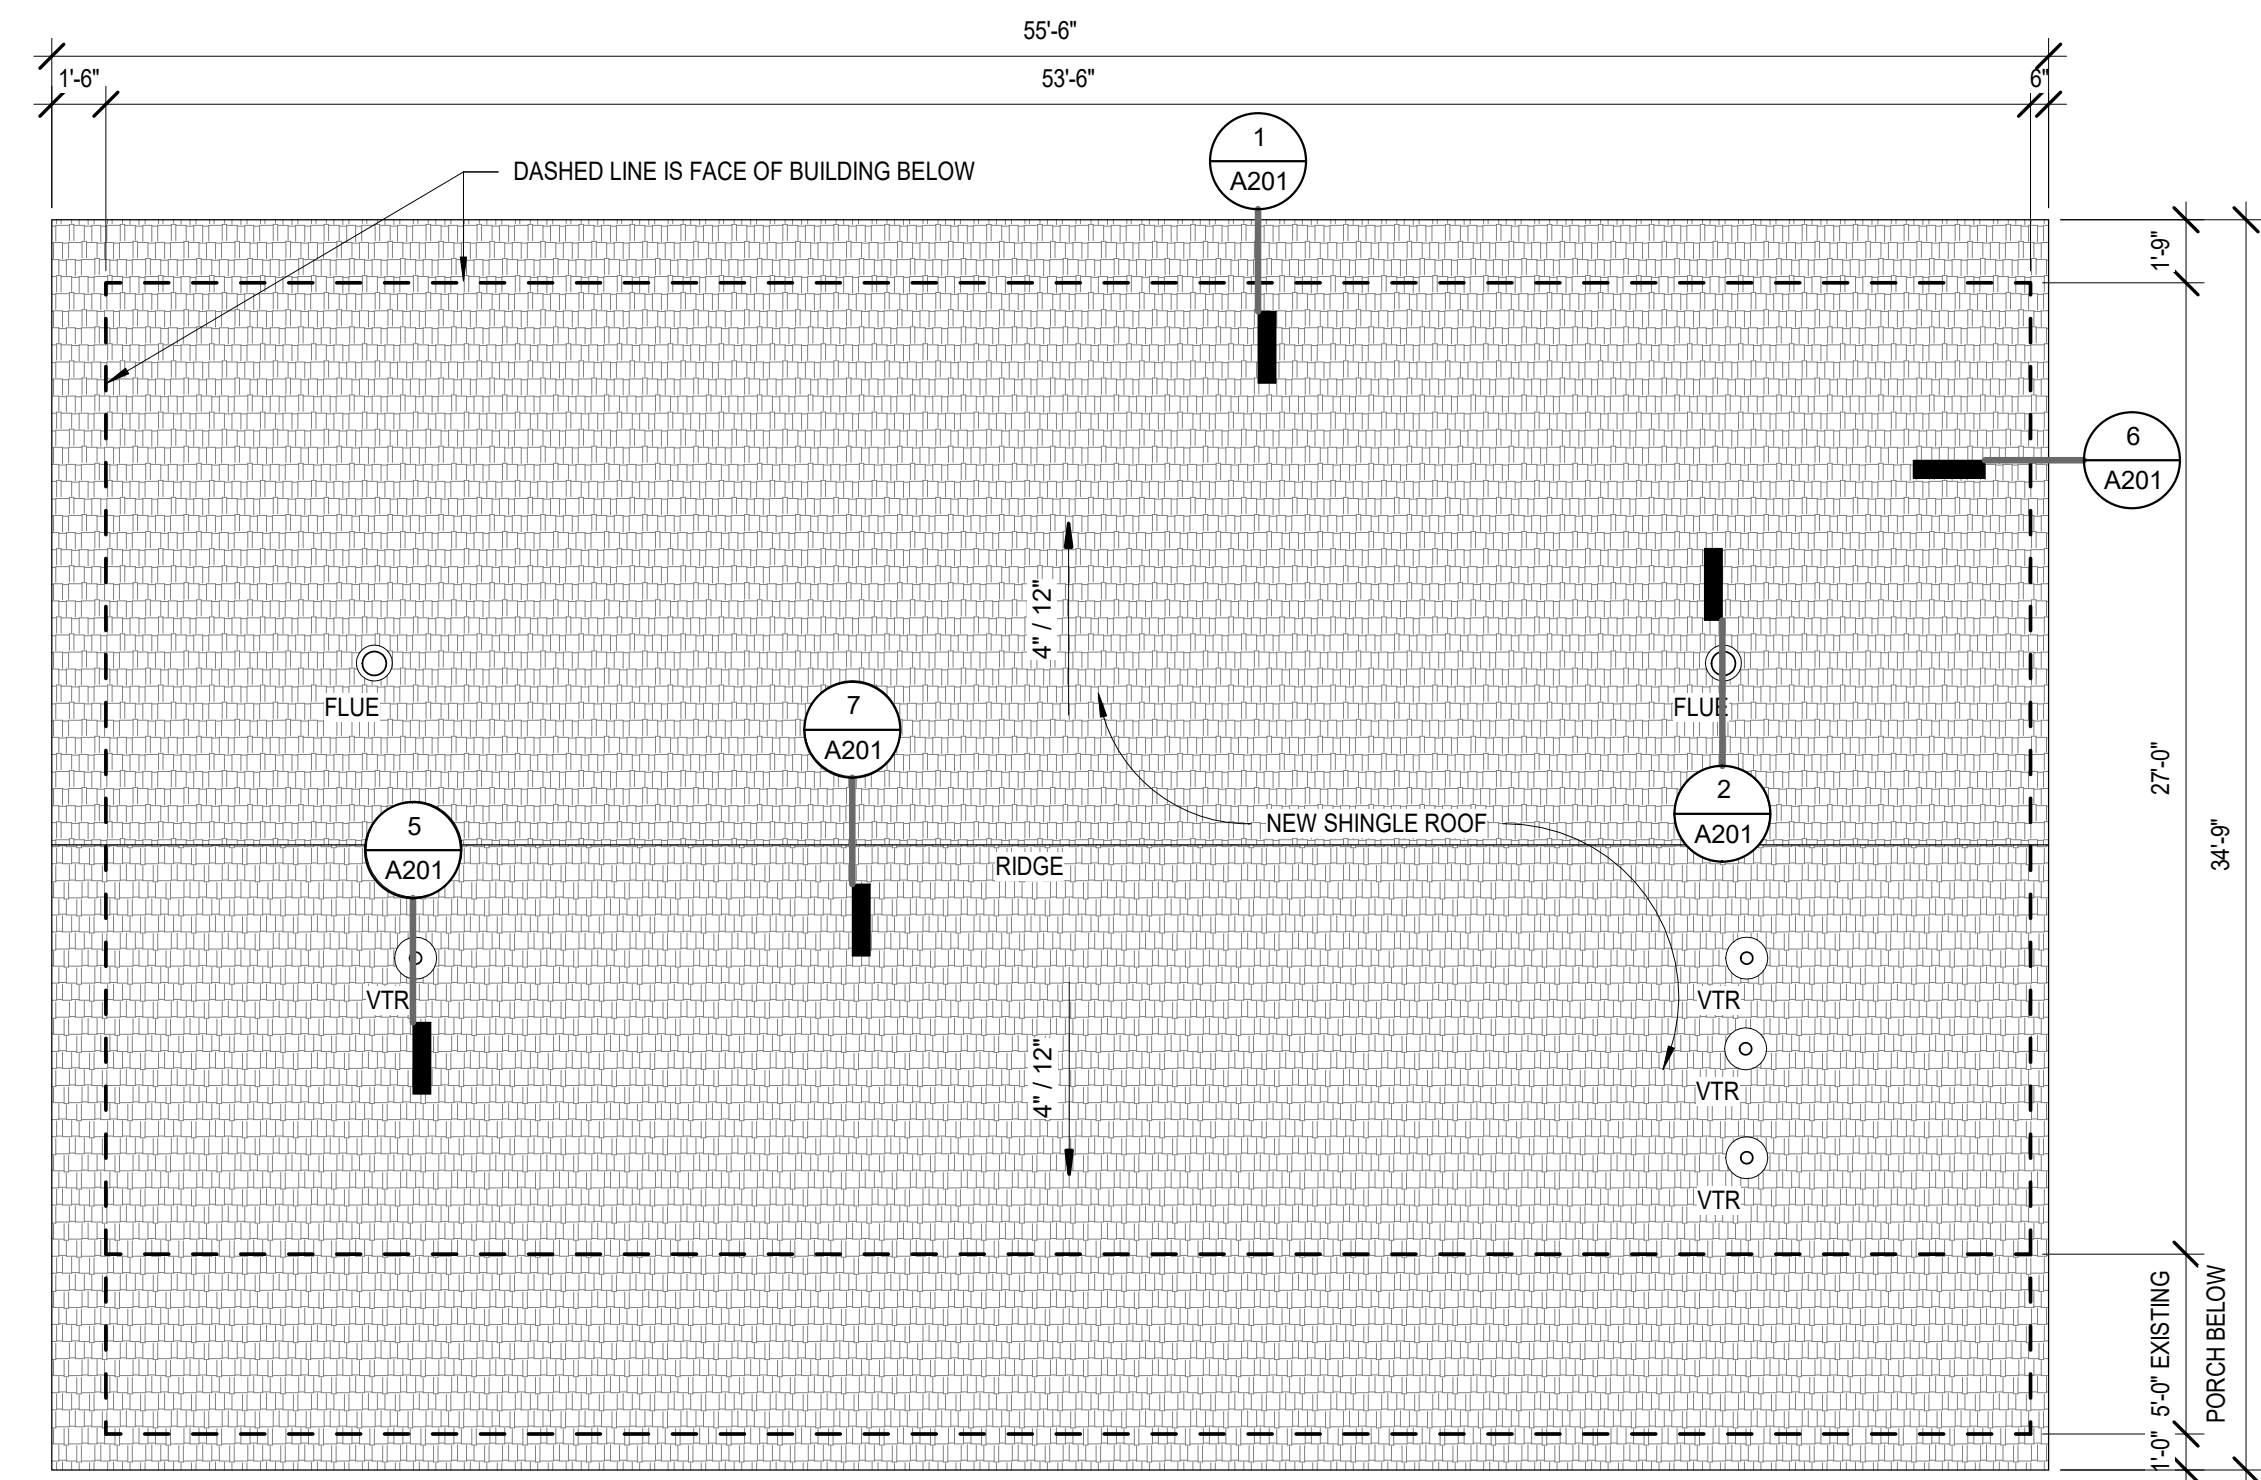 55'-6"
1'-6"
53'-6"
6"
1
A201
DASHED LINE IS FACE OF BUILDING BELOW
1'-9"
6
A201
4" / 12"
FLUE
FLUE
7
A201
27'-0"
2
A201
5
A201
NEW SHINGLE ROOF
34'-9"
RIDGE
VTR
VTR
4" / 12"
VTR
VTR
5'-0" EXISTING
PORCH BELOW
1'-0"